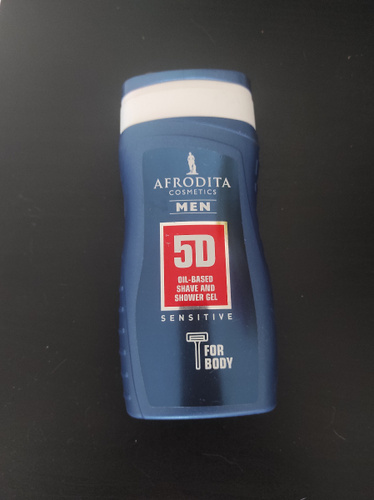 AFRODITA
COSMETICS
MEN
5D
OIL-BASED
SHAVE AND
SHOWER GEL
SENSITIVE
FOR
BODY